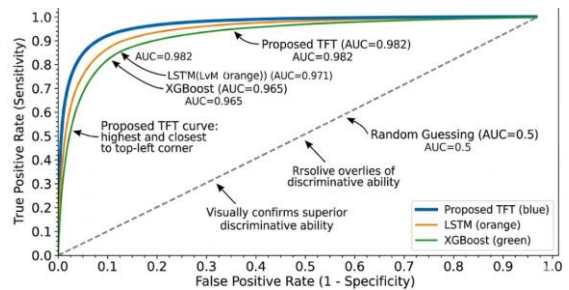 1.0
0.9
0.8
0.7
0.6
0.5
0.4
0.3
0.2
0.1
0.0
True Positive Rate (Sensitivity)
Proposed TFT (AUC=0.982)
AUC=0.982
AUC=0.982
LSTM(LvM (orange)) (AUC=0.971)
XGBoost (AUC=0.965)
AUC=0.965
Proposed TFT curve:
highest and closest
to top-left corner
Random Guessing (AUC=0.5)
AUC=0.5
Rrsolive overlies of
discriminative ability
Visually confirms superior
discriminative ability
Proposed TFT (blue)
LSTM (orange)
XGBoost (green)
0.0 0.1 0.2 0.3 0.4 0.5 0.6 0.7 0.8 0.9 1.0
False Positive Rate (1 - Specificity)